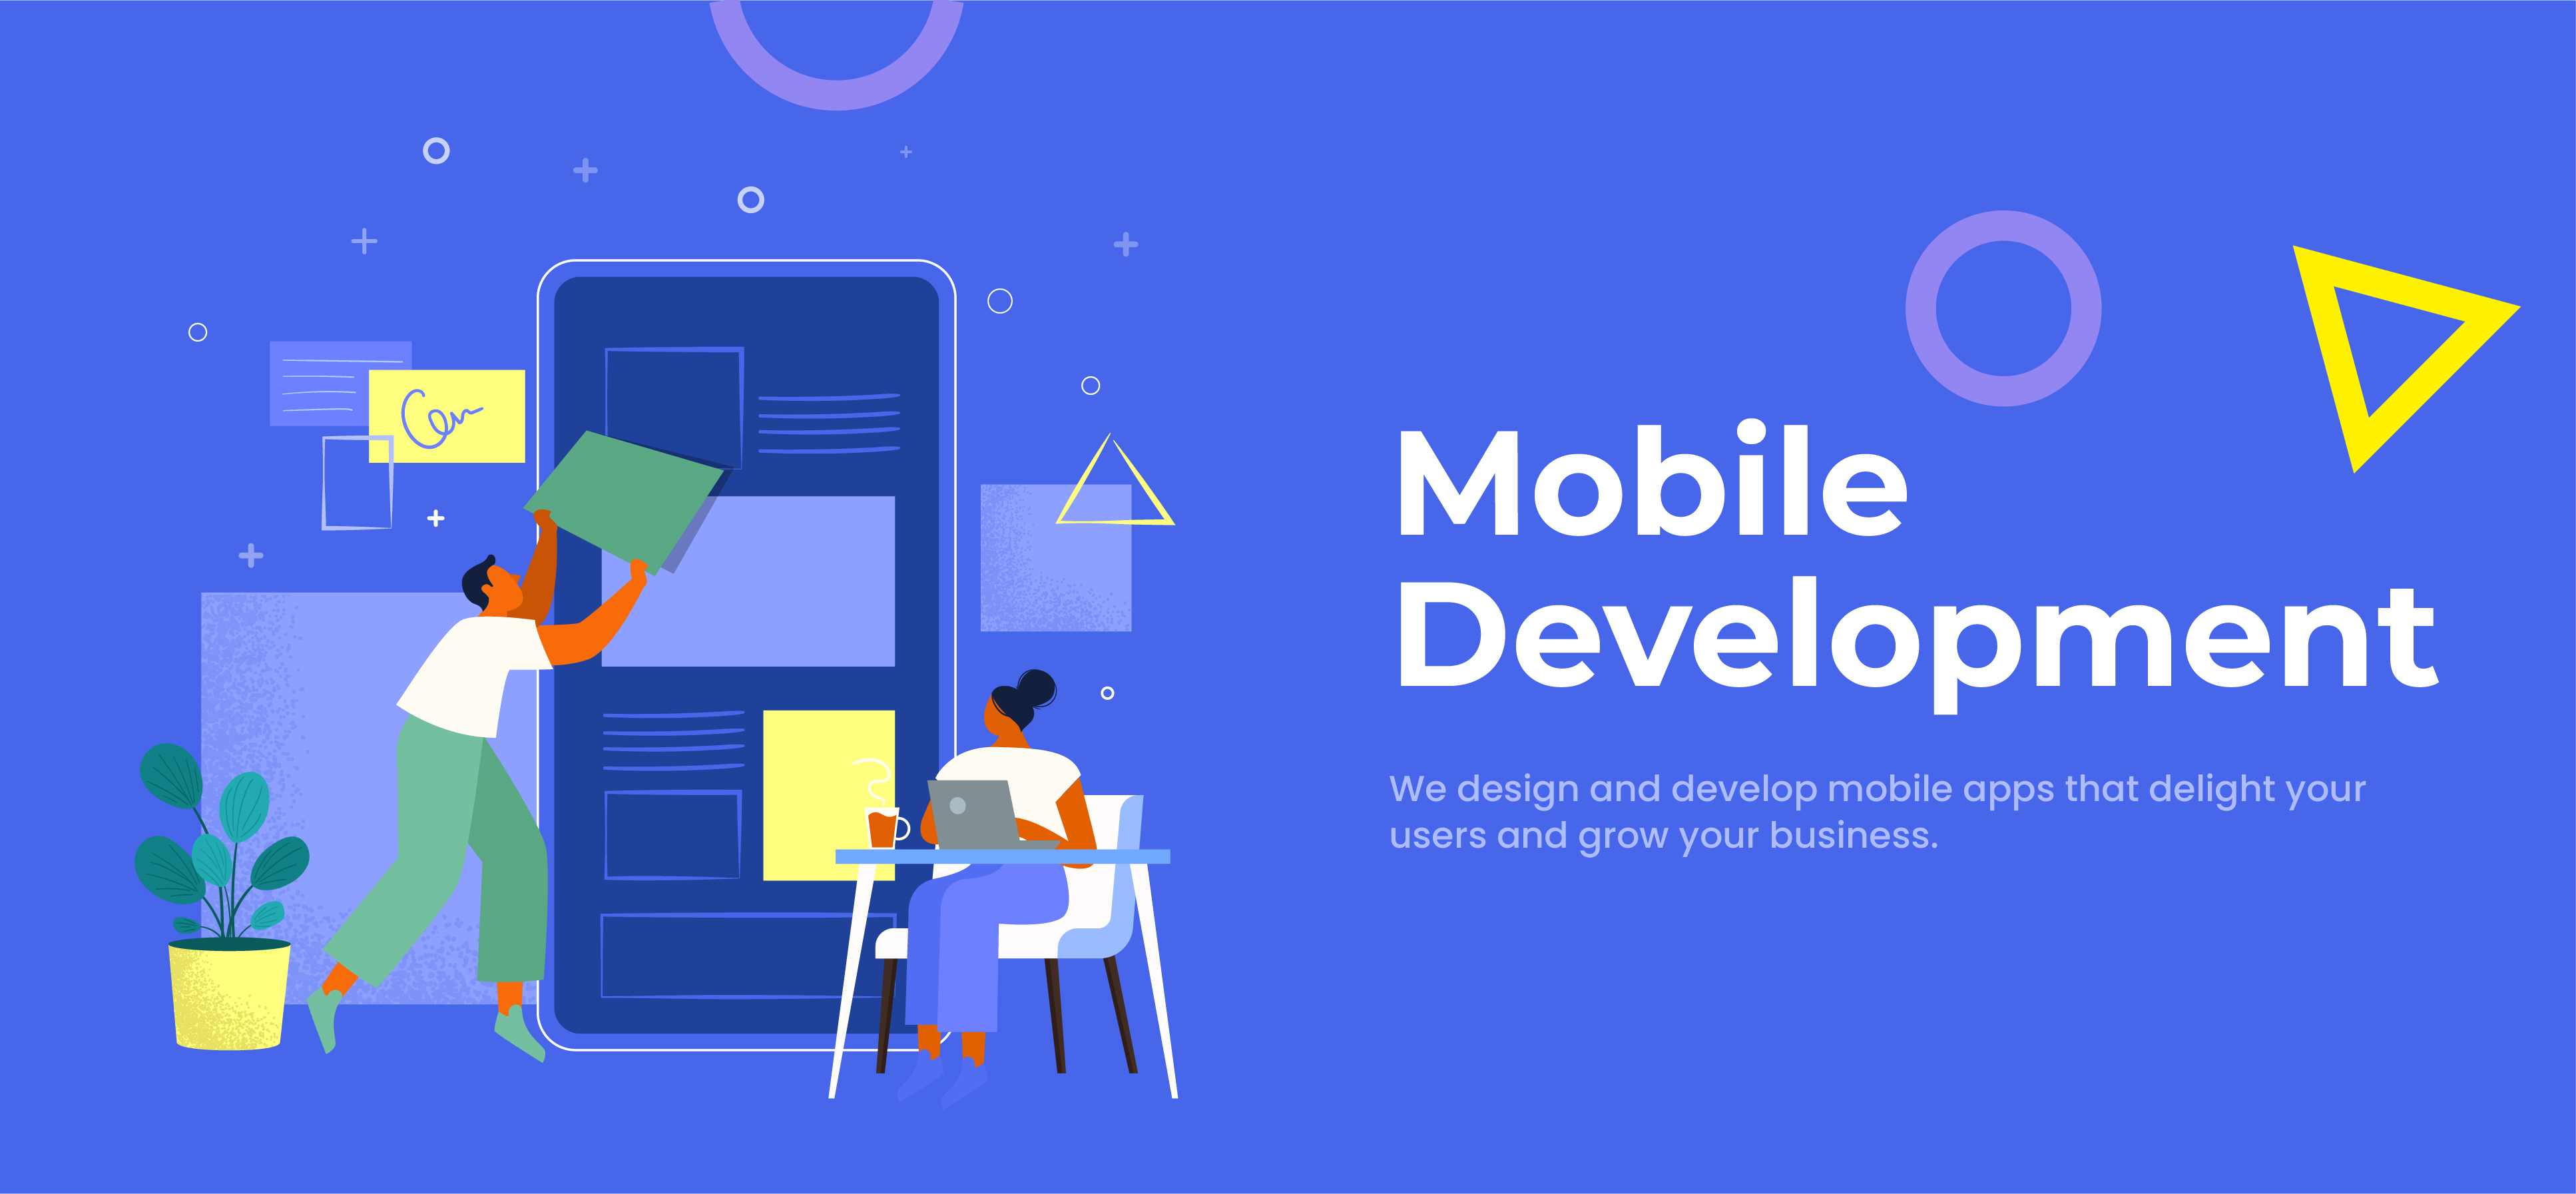 Mobile
Development
We design and develop mobile apps that delight your
users and grow your business.